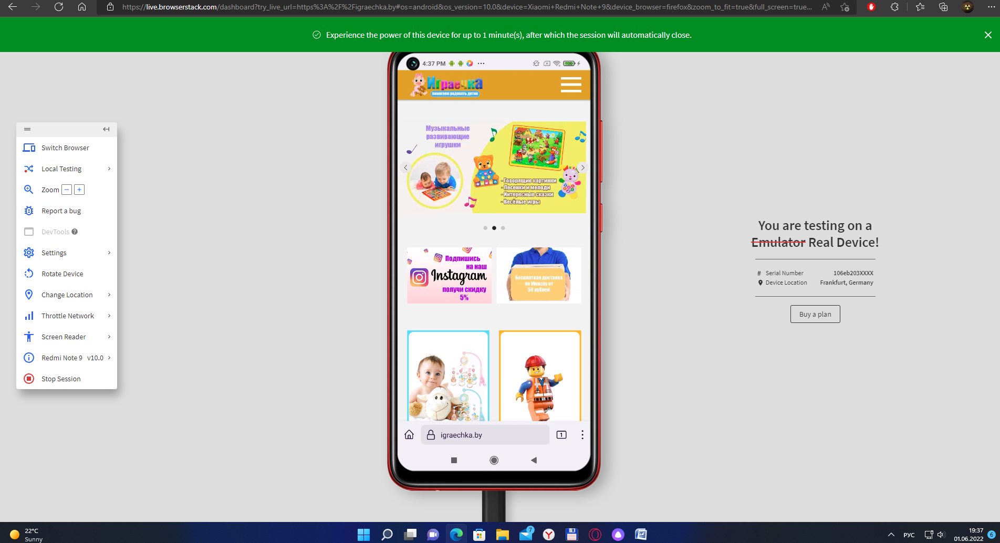 https://live.browserstack.com/dashboard?try_live_url=https%3A%2F%2Figraechka.by#os=android&os_version=10.0&device=Xiaomi+Redmi+Note+9&device_browser=firefox&zoom_to_fit=true&full_screen=true...
Experience the power of this device for up to 1 minute(s), after which the session will automatically close.
4:37 PM
100
Играечка
помогаем радовать деток
Музыкальные
развивающие
игрушки
-Говорящие картинки
-Песенки и мелоди
-Интересные сказки
-Весёлые игры
Подпишись
на наш
Instagram
получи скидку
5%
Бесплатная доставка
по Минску от
50 рублей
igraechka.by
1
Switch Browser
Local Testing
Zoom - +
Report a bug
DevTools ?
Settings
Rotate Device
Change Location
Throttle Network
Screen Reader
Redmi Note 9 v10.0
Stop Session
You are testing on a
Emulator Real Device!
# Serial Number 106eb203XXXX
Device Location Frankfurt, Germany
Buy a plan
22°C
Sunny
7
РУС
19:37
01.06.2022
6